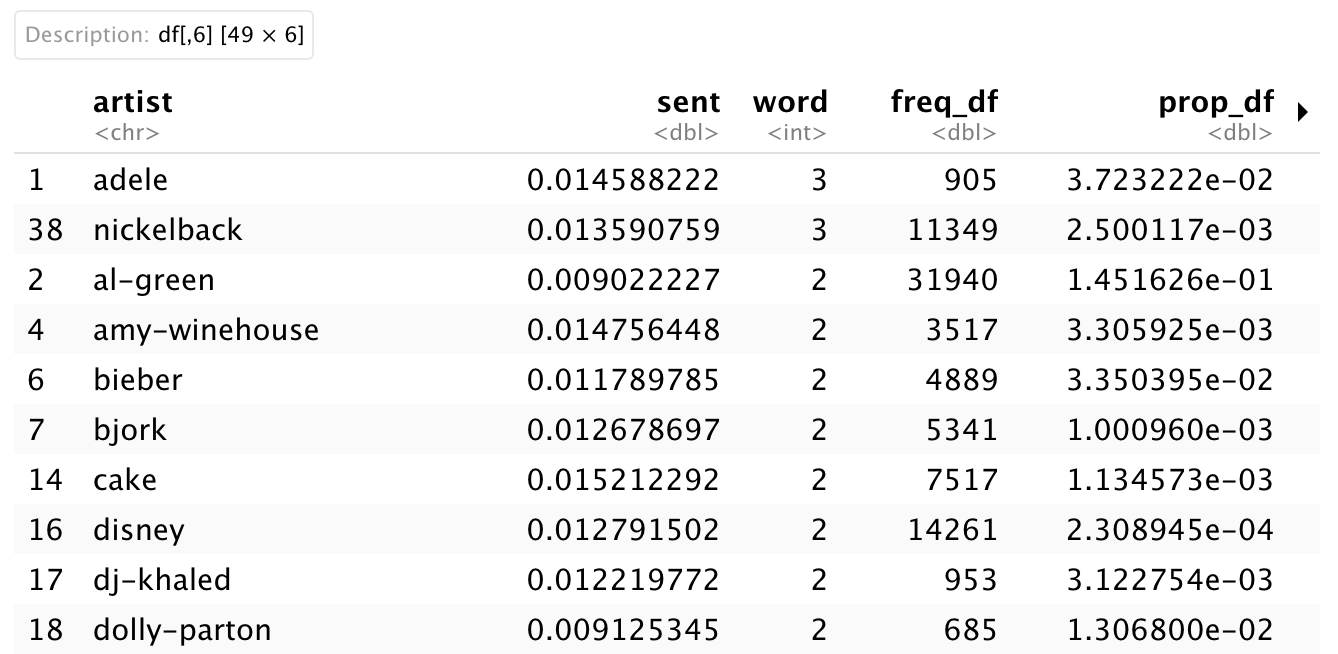 Description: df[,6] [49 × 6]
artist sent word freq_df prop_df
<chr> <dbl> <int> <dbl> <dbl>
1 adele 0.014588222 3 905 3.723222e-02
38 nickelback 0.013590759 3 11349 2.500117e-03
2 al-green 0.009022227 2 31940 1.451626e-01
4 amy-winehouse 0.014756448 2 3517 3.305925e-03
6 bieber 0.011789785 2 4889 3.350395e-02
7 bjork 0.012678697 2 5341 1.000960e-03
14 cake 0.015212292 2 7517 1.134573e-03
16 disney 0.012791502 2 14261 2.308945e-04
17 dj-khaled 0.012219772 2 953 3.122754e-03
18 dolly-parton 0.009125345 2 685 1.306800e-02